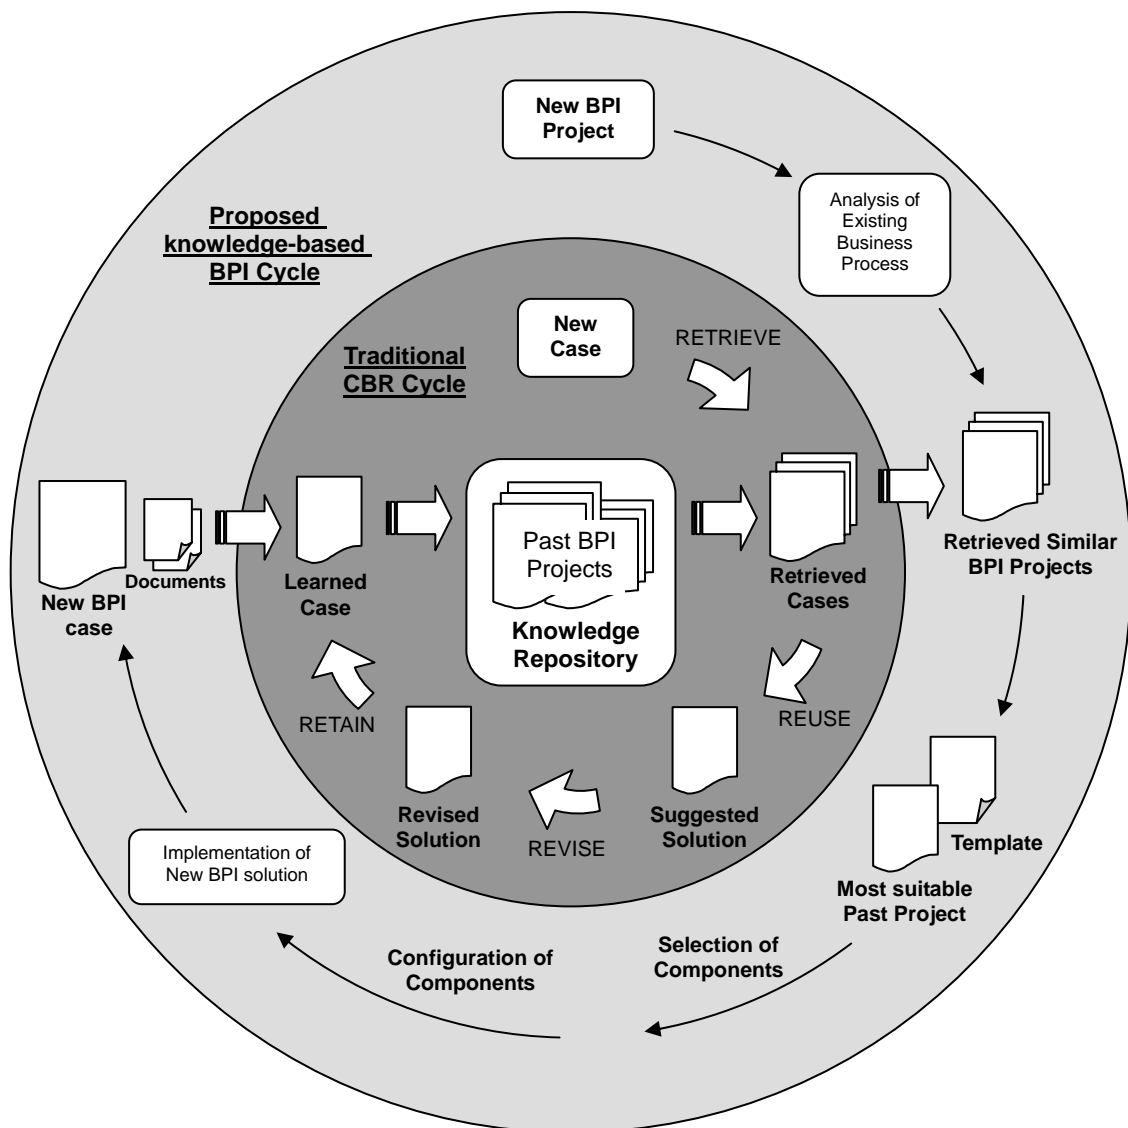 New BPI
Project
Analysis of
Existing
Business
Process
Proposed
knowledge-based
BPI Cycle
New
Case
RETRIEVE
Traditional
CBR Cycle
Past BPI
Projects
Knowledge
Repository
Retrieved
Cases
Retrieved Similar
BPI Projects
Documents
New BPI
case
Learned
Case
RETAIN
REUSE
Revised
Solution
REVISE
Suggested
Solution
Template
Most suitable
Past Project
Implementation of
New BPI solution
Configuration of
Components
Selection of
Components